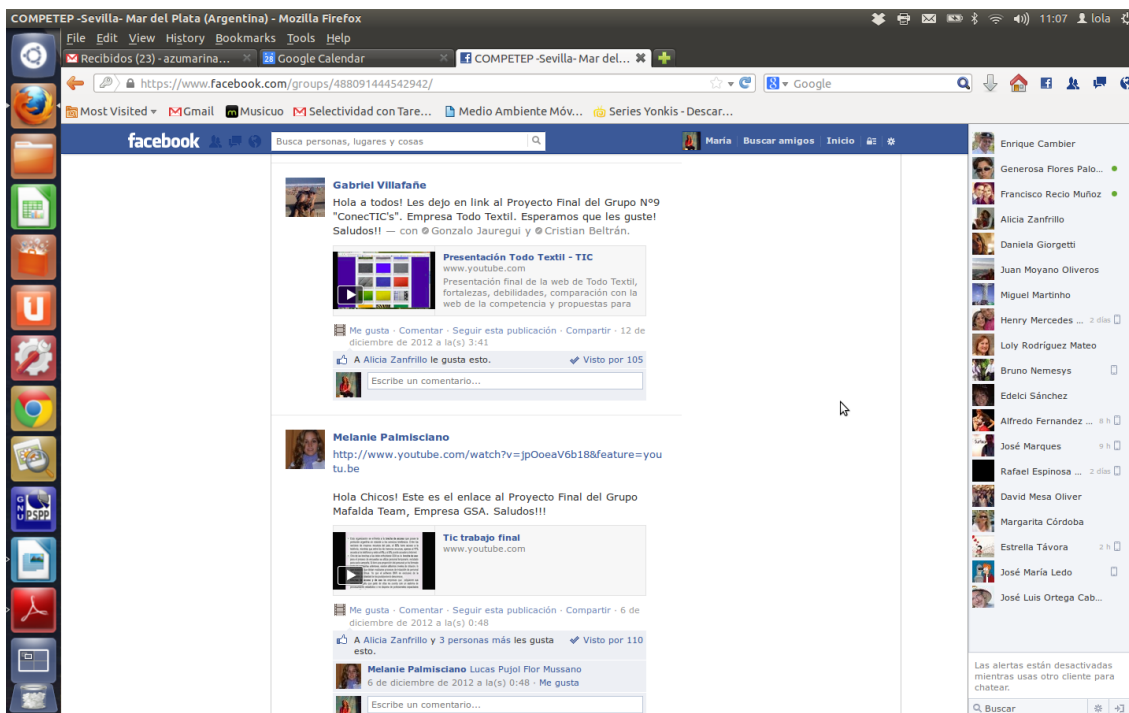 COMPETEP -Sevilla- Mar del Plata (Argentina) - Mozilla Firefox
11:07 lola
File Edit View History Bookmarks Tools Help
Recibidos (23) - azumarina...
28 Google Calendar
COMPETEP -Sevilla- Mar del...
https://www.facebook.com/groups/488091444542942/
Google
Most Visited
Gmail
Musicuo
Selectividad con Tare...
Medio Ambiente Móv...
Series Yonkis - Descar...
facebook
Busca personas, lugares y cosas
María Buscar amigos Inicio
Gabriel Villafañe
Hola a todos! Les dejo en link al Proyecto Final del Grupo Nº9
"ConecTIC's". Empresa Todo Textil. Esperamos que les guste!
Saludos!! — con Gonzalo Jauregui y Cristian Beltrán.
Presentación Todo Textil - TIC
www.youtube.com
Presentación final de la web de Todo Textil,
fortalezas, debilidades, comparación con la
web de la competencia y propuestas para
Me gusta · Comentar · Seguir esta publicación · Compartir · 12 de
diciembre de 2012 a la(s) 3:41
A Alicia Zanfrillo le gusta esto.
Visto por 105
Escribe un comentario...
Melanie Palmisciano
http://www.youtube.com/watch?v=jpOoeaV6b18&feature=you
tu.be
Hola Chicos! Este es el enlace al Proyecto Final del Grupo
Mafalda Team, Empresa GSA. Saludos!!!
Tic trabajo final
www.youtube.com
Me gusta · Comentar · Seguir esta publicación · Compartir · 6 de
diciembre de 2012 a la(s) 0:48
A Alicia Zanfrillo y 3 personas más les gusta
esto.
Visto por 110
Melanie Palmisciano Lucas Pujol Flor Mussano
6 de diciembre de 2012 a la(s) 0:48 · Me gusta
Escribe un comentario...
Enrique Cambier
Generosa Flores Palo...
Francisco Recio Muñoz
Alicia Zanfrillo
Daniela Giorgetti
Juan Moyano Oliveros
Miguel Martinho
Henry Mercedes ... 2 días
Loly Rodríguez Mateo
Bruno Nemesys
Edelci Sánchez
Alfredo Fernandez ... 8 h
José Marques 9 h
Rafael Espinosa ... 2 días
David Mesa Oliver
Margarita Córdoba
Estrella Távora 2 h
José María Ledo
José Luis Ortega Cab...
Las alertas están desactivadas
mientras usas otro cliente para
chatear.
Buscar
GNU PSPP